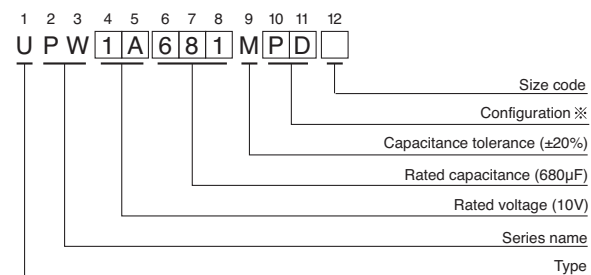 1 2 3 4 5 6 7 8 9 10 11 12
U P W 1 A 6 8 1 M P D
Size code
Configuration ※
Capacitance tolerance (±20%)
Rated capacitance (680µF)
Rated voltage (10V)
Series name
Type